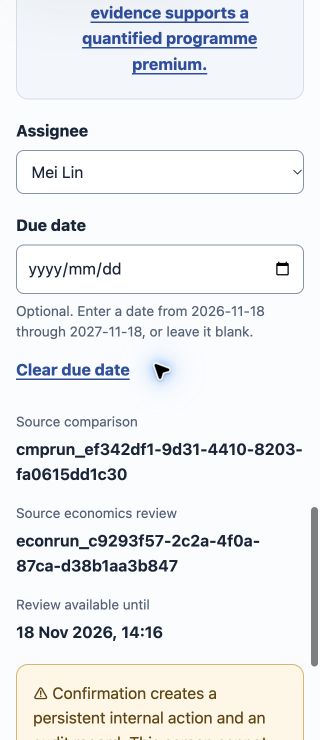 evidence supports a
quantified programme
premium.
Assignee
Mei Lin
Due date
yyyy/mm/dd
Optional. Enter a date from 2026-11-18
through 2027-11-18, or leave it blank.
Clear due date
Source comparison
cmprun_ef342df1-9d31-4410-8203-
fa0615dd1c30
Source economics review
econrun_c9293f57-2c2a-4f0a-
87ca-d38b1aa3b847
Review available until
18 Nov 2026, 14:16
⚠ Confirmation creates a
persistent internal action and an